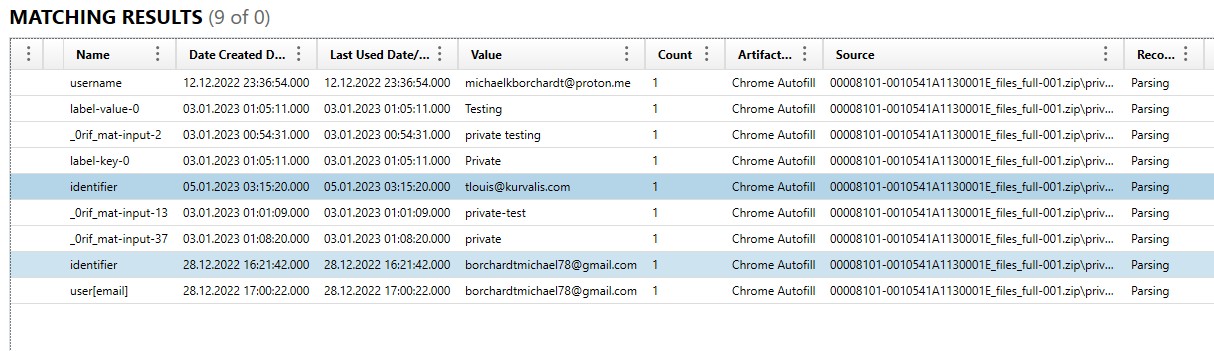 MATCHING RESULTS (9 of 0)
Name Date Created D... Last Used Date/... Value Count Artifact... Source Reco...
username 12.12.2022 23:36:54.000 12.12.2022 23:36:54.000 michaelkborchardt@proton.me 1 Chrome Autofill 00008101-0010541A1130001E_files_full-001.zip\priv... Parsing
label-value-0 03.01.2023 01:05:11.000 03.01.2023 01:05:11.000 Testing 1 Chrome Autofill 00008101-0010541A1130001E_files_full-001.zip\priv... Parsing
_0rif_mat-input-2 03.01.2023 00:54:31.000 03.01.2023 00:54:31.000 private testing 1 Chrome Autofill 00008101-0010541A1130001E_files_full-001.zip\priv... Parsing
label-key-0 03.01.2023 01:05:11.000 03.01.2023 01:05:11.000 Private 1 Chrome Autofill 00008101-0010541A1130001E_files_full-001.zip\priv... Parsing
identifier 05.01.2023 03:15:20.000 05.01.2023 03:15:20.000 tlouis@kurvalis.com 1 Chrome Autofill 00008101-0010541A1130001E_files_full-001.zip\priv... Parsing
_0rif_mat-input-13 03.01.2023 01:01:09.000 03.01.2023 01:01:09.000 private-test 1 Chrome Autofill 00008101-0010541A1130001E_files_full-001.zip\priv... Parsing
_0rif_mat-input-37 03.01.2023 01:08:20.000 03.01.2023 01:08:20.000 private 1 Chrome Autofill 00008101-0010541A1130001E_files_full-001.zip\priv... Parsing
identifier 28.12.2022 16:21:42.000 28.12.2022 16:21:42.000 borchardtmichael78@gmail.com 1 Chrome Autofill 00008101-0010541A1130001E_files_full-001.zip\priv... Parsing
user[email] 28.12.2022 17:00:22.000 28.12.2022 17:00:22.000 borchardtmichael78@gmail.com 1 Chrome Autofill 00008101-0010541A1130001E_files_full-001.zip\priv... Parsing